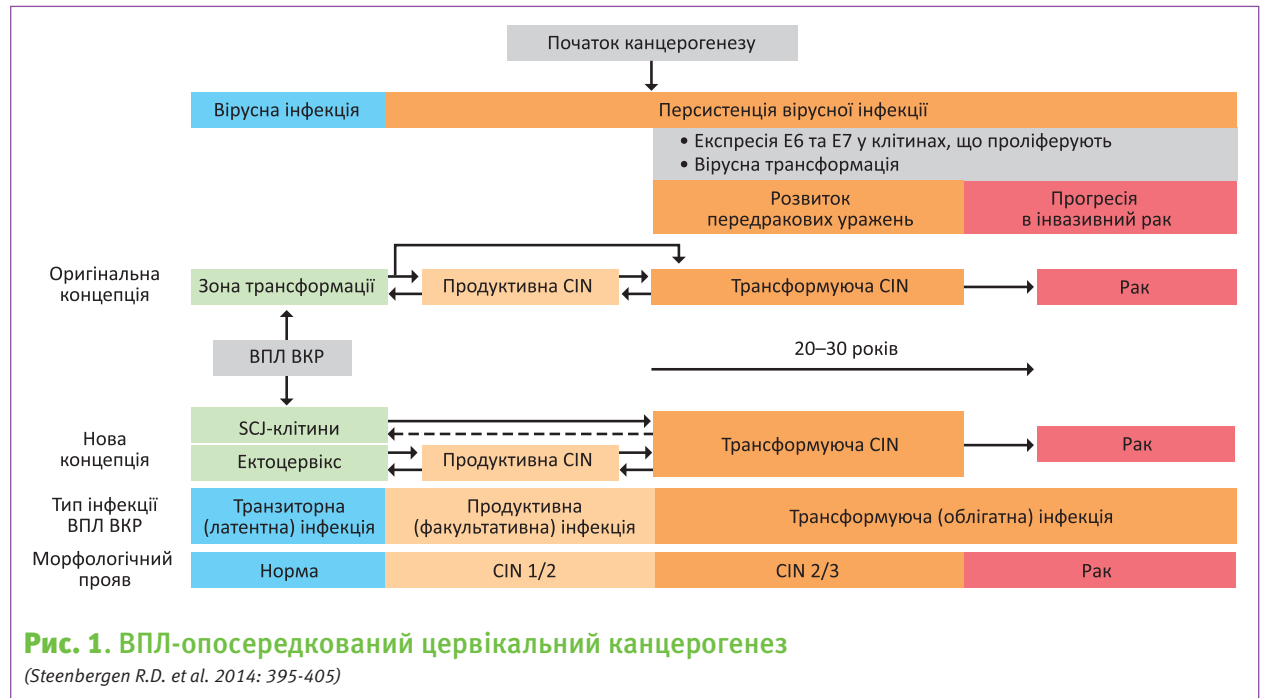 Початок канцерогенезу
Вірусна інфекція
Персистенція вірусної інфекції
• Експресія Е6 та Е7 у клітинах, що проліферують
• Вірусна трансформація
Розвиток
передракових уражень
Прогресія
в інвазивний рак
Оригінальна
концепція
Зона трансформації
Продуктивна CIN
Трансформуюча CIN
Рак
ВПЛ ВКР
20–30 років
Нова
концепція
SCJ-клітини
Ектоцервікс
Продуктивна CIN
Трансформуюча CIN
Рак
Тип інфекції
ВПЛ ВКР
Транзиторна
(латентна) інфекція
Продуктивна
(факультативна) інфекція
Трансформуюча (облігатна) інфекція
Морфологічний
прояв
Норма
CIN 1/2
CIN 2/3
Рак
Рис. 1. ВПЛ-опосередкований цервікальний канцерогенез
(Steenbergen R.D. et al. 2014: 395-405)